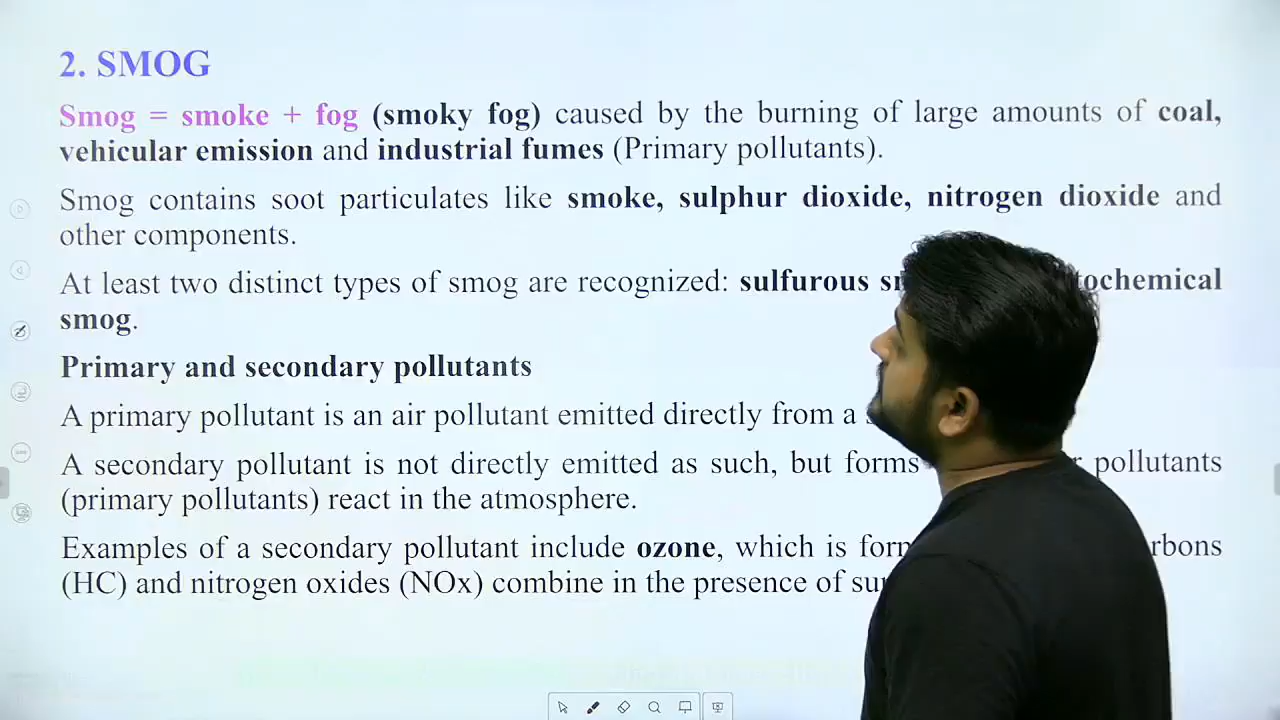 2. SMOG
Smog = smoke + fog (smoky fog) caused by the burning of large amounts of coal,
vehicular emission and industrial fumes (Primary pollutants).
Smog contains soot particulates like smoke, sulphur dioxide, nitrogen dioxide and
other components.
At least two distinct types of smog are recognized: sulfurous
smog.
Primary and secondary pollutants
A primary pollutant is an air pollutant emitted directly from a
A secondary pollutant is not directly emitted as such, but forms pollutants
(primary pollutants) react in the atmosphere.
Examples of a secondary pollutant include ozone, which is
(HC) and nitrogen oxides (NOx) combine in the presence of